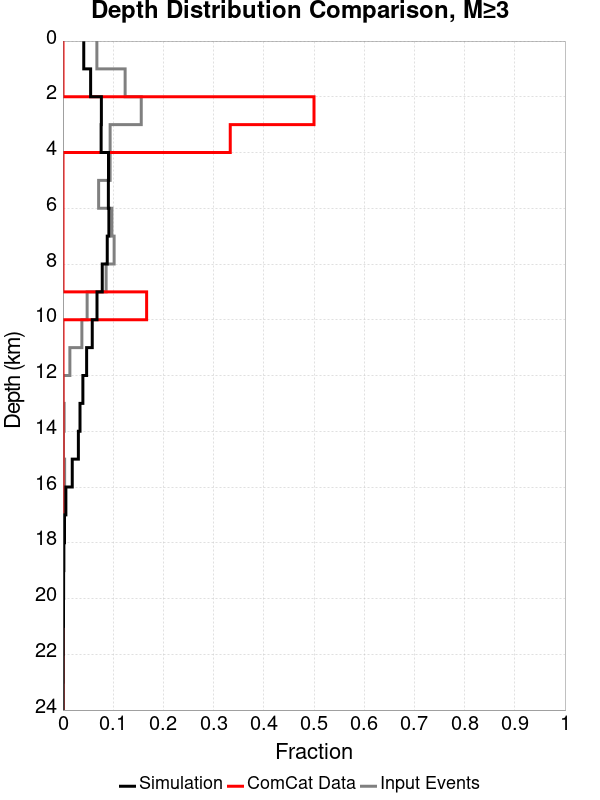 Depth Distribution Comparison, M≥3
0
2
4
6
8
10
12
14
16
18
20
22
24
Depth (km)
0 0.1 0.2 0.3 0.4 0.5 0.6 0.7 0.8 0.9 1
Fraction
Simulation ComCat Data Input Events